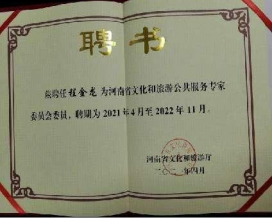 聘书
兹聘任程金龙为河南省文化和旅游公共服务专家
委员会委员，聘期为2021年4月至2022年11月。
河南省文化和旅游厅